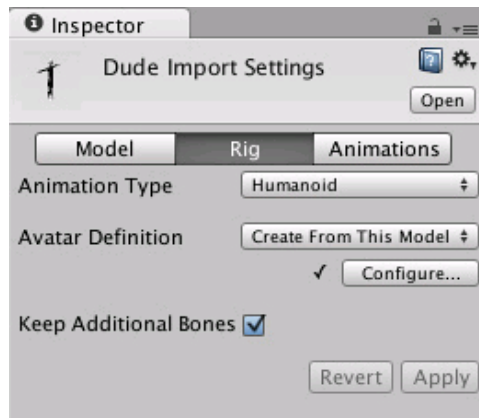 Inspector
Dude Import Settings
Open
Model Rig Animations
Animation Type Humanoid
Avatar Definition Create From This Model
✓ Configure...
Keep Additional Bones
Revert Apply